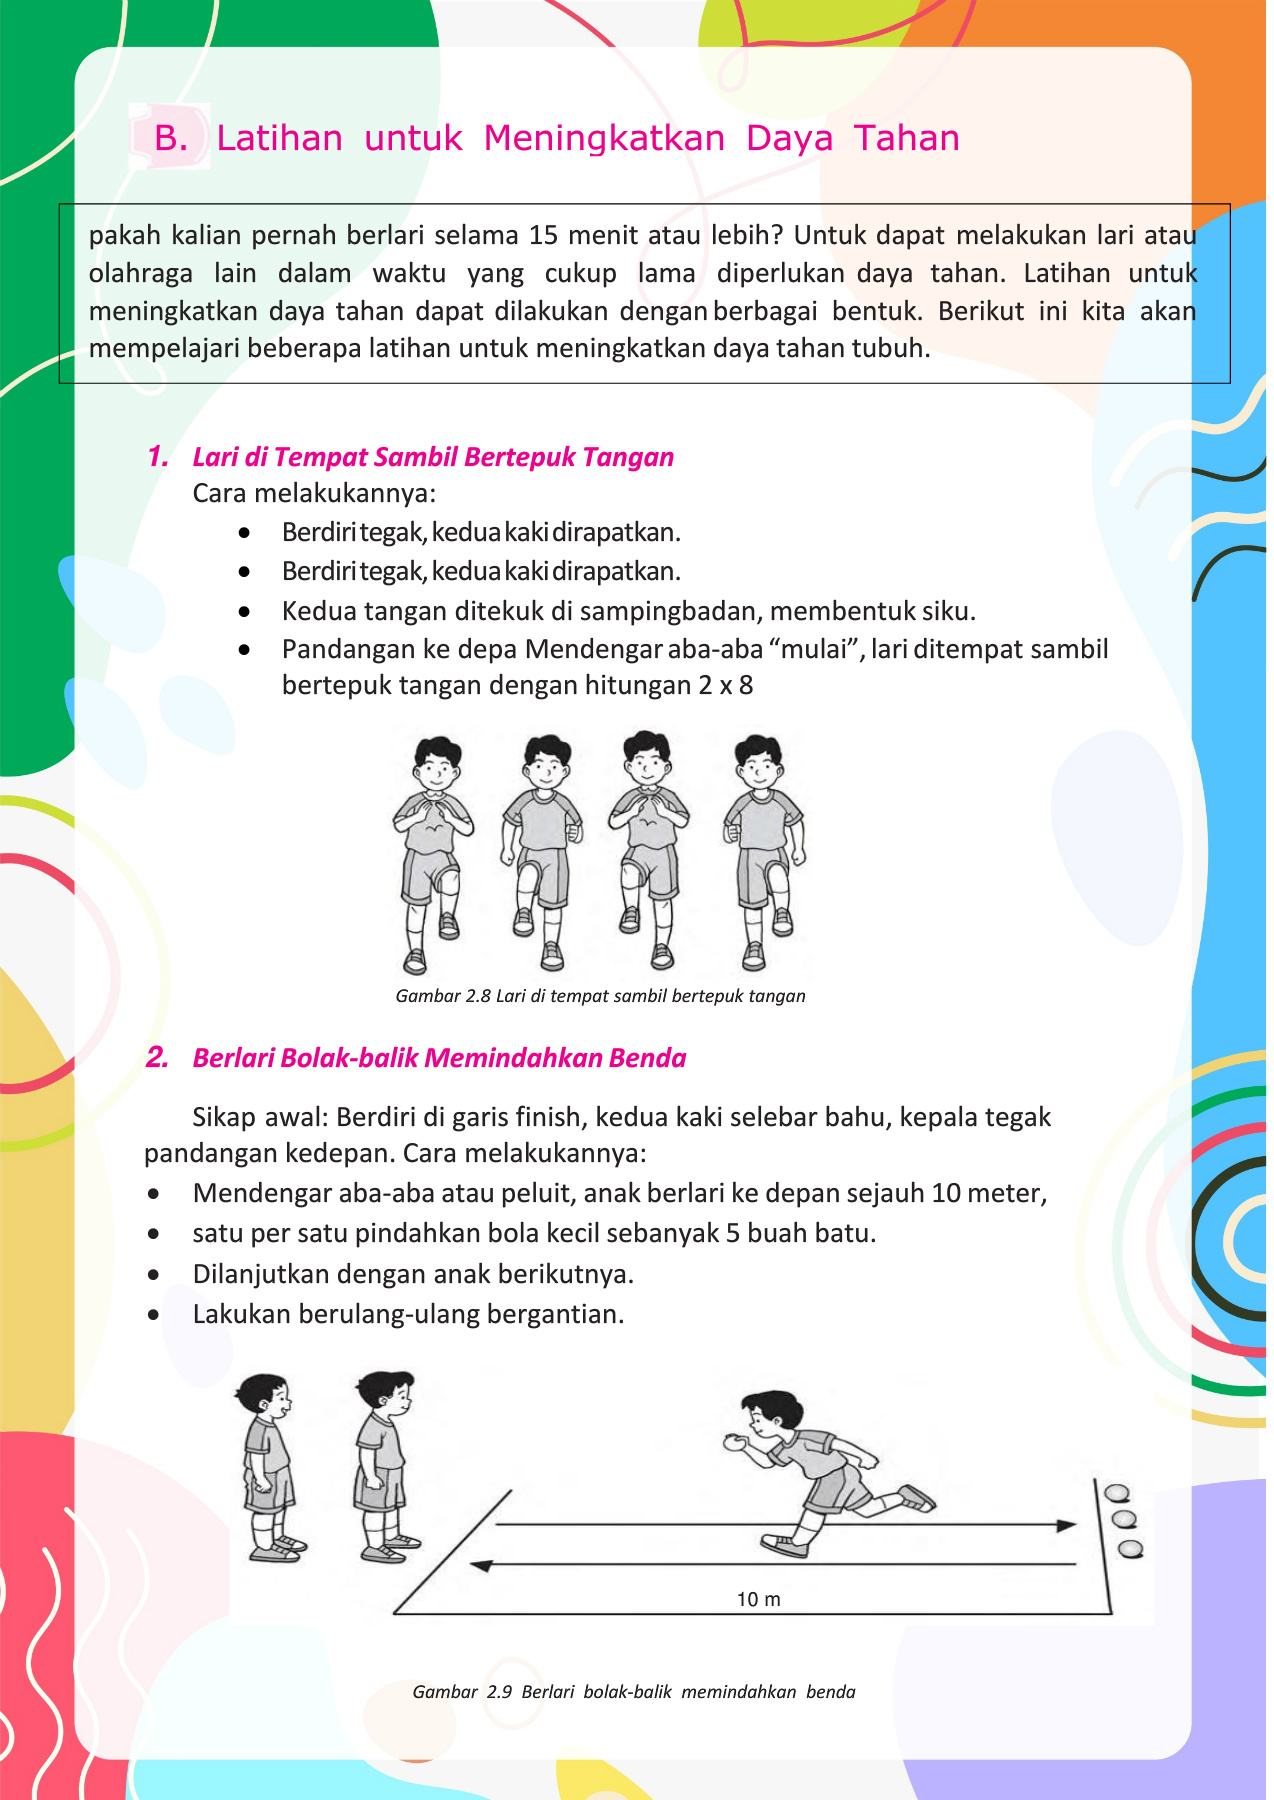 B. Latihan untuk Meningkatkan Daya Tahan
pakah kalian pernah berlari selama 15 menit atau lebih? Untuk dapat melakukan lari atau
olahraga lain dalam waktu yang cukup lama diperlukan daya tahan. Latihan untuk
meningkatkan daya tahan dapat dilakukan dengan berbagai bentuk. Berikut ini kita akan
mempelajari beberapa latihan untuk meningkatkan daya tahan tubuh.
1. Lari di Tempat Sambil Bertepuk Tangan
Cara melakukannya:
• Berdiri tegak, kedua kaki dirapatkan.
• Berdiri tegak, kedua kaki dirapatkan.
• Kedua tangan ditekuk di sampingbadan, membentuk siku.
• Pandangan ke depa Mendengar aba-aba “mulai”, lari ditempat sambil
bertepuk tangan dengan hitungan 2 x 8
Gambar 2.8 Lari di tempat sambil bertepuk tangan
2. Berlari Bolak-balik Memindahkan Benda
Sikap awal: Berdiri di garis finish, kedua kaki selebar bahu, kepala tegak
pandangan kedepan. Cara melakukannya:
• Mendengar aba-aba atau peluit, anak berlari ke depan sejauh 10 meter,
• satu per satu pindahkan bola kecil sebanyak 5 buah batu.
• Dilanjutkan dengan anak berikutnya.
• Lakukan berulang-ulang bergantian.
10 m
Gambar 2.9 Berlari bolak-balik memindahkan benda